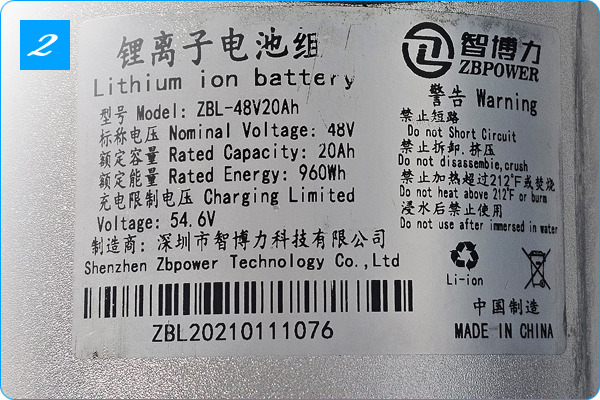 2
锂离子电池组
Lithium ion battery
型号 Model: ZBL-48V20Ah
标称电压 Nominal Voltage: 48V
额定容量 Rated Capacity: 20Ah
额定能量 Rated Energy: 960Wh
充电限制电压 Charging Limited
Voltage: 54.6V
制造商: 深圳市智博力科技有限公司
Shenzhen Zbpower Technology Co.,Ltd
ZBL20210111076
智博力
ZBPOWER
警告 Warning
禁止短路
Do not Short Circuit
禁止拆卸.挤压
Do not disassembie,crush
禁止加热超过212°F或焚烧
Do not heat above 212°F or burn
浸水后禁止使用
Do not use after immersed in water
Li-ion
中国制造
MADE IN CHINA